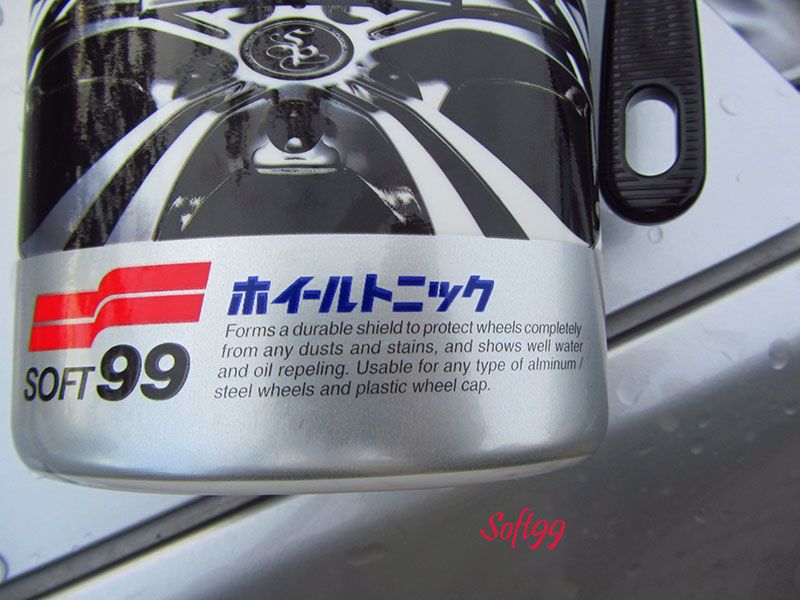 ホイールトニック
Forms a durable shield to protect wheels completely
from any dusts and stains, and shows well water
and oil repeling. Usable for any type of alminum /
steel wheels and plastic wheel cap.
SOFT99
Soft99